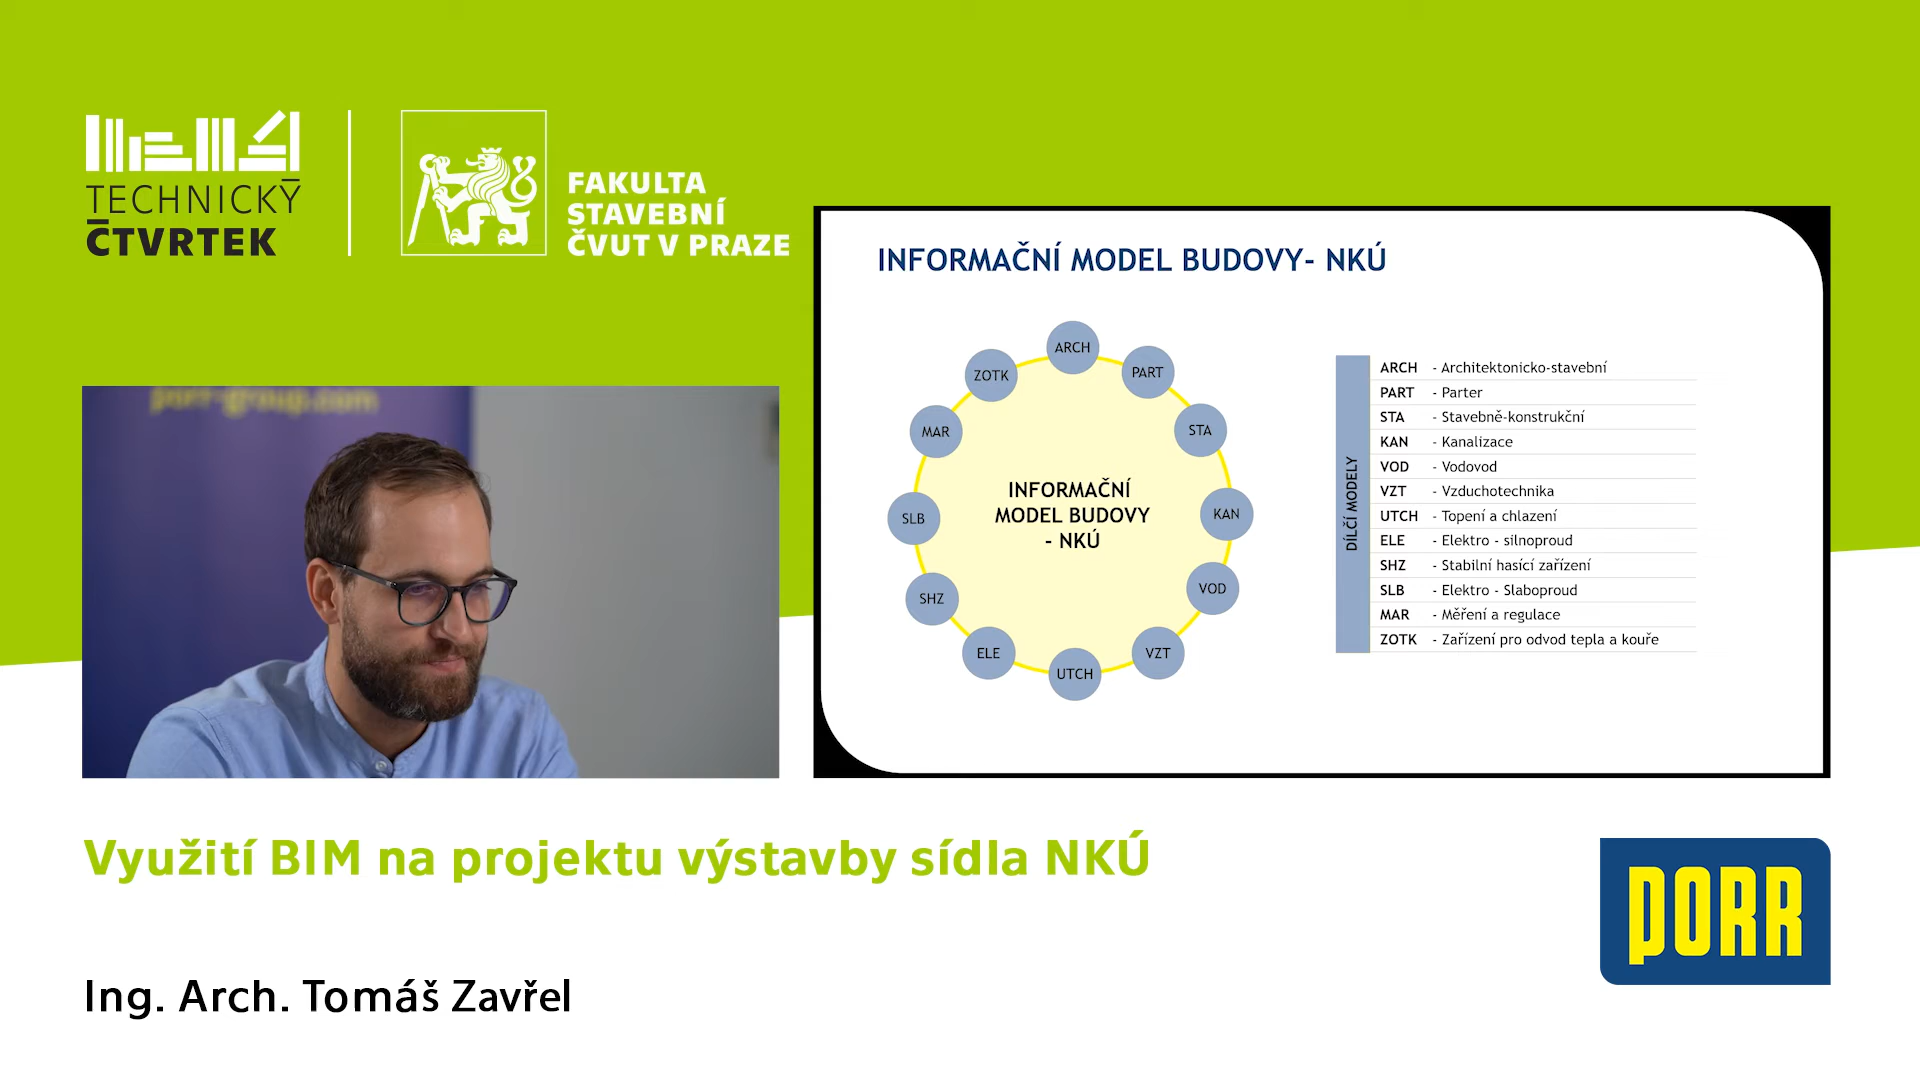 TECHNICKÝ
ČTVRTEK
FAKULTA
STAVEBNÍ
ČVUT V PRAZE
porr-group.com
INFORMAČNÍ MODEL BUDOVY- NKÚ
ARCH
PART
STA
KAN
VOD
VZT
UTCH
ELE
SHZ
SLB
MAR
ZOTK
INFORMAČNÍ
MODEL BUDOVY
- NKÚ
DÍLČÍ MODELY
ARCH - Architektonicko-stavební
PART - Parter
STA - Stavebně-konstrukční
KAN - Kanalizace
VOD - Vodovod
VZT - Vzduchotechnika
UTCH - Topení a chlazení
ELE - Elektro - silnoproud
SHZ - Stabilní hasící zařízení
SLB - Elektro - Slaboproud
MAR - Měření a regulace
ZOTK - Zařízení pro odvod tepla a kouře
Využití BIM na projektu výstavby sídla NKÚ
Ing. Arch. Tomáš Zavřel
PORR